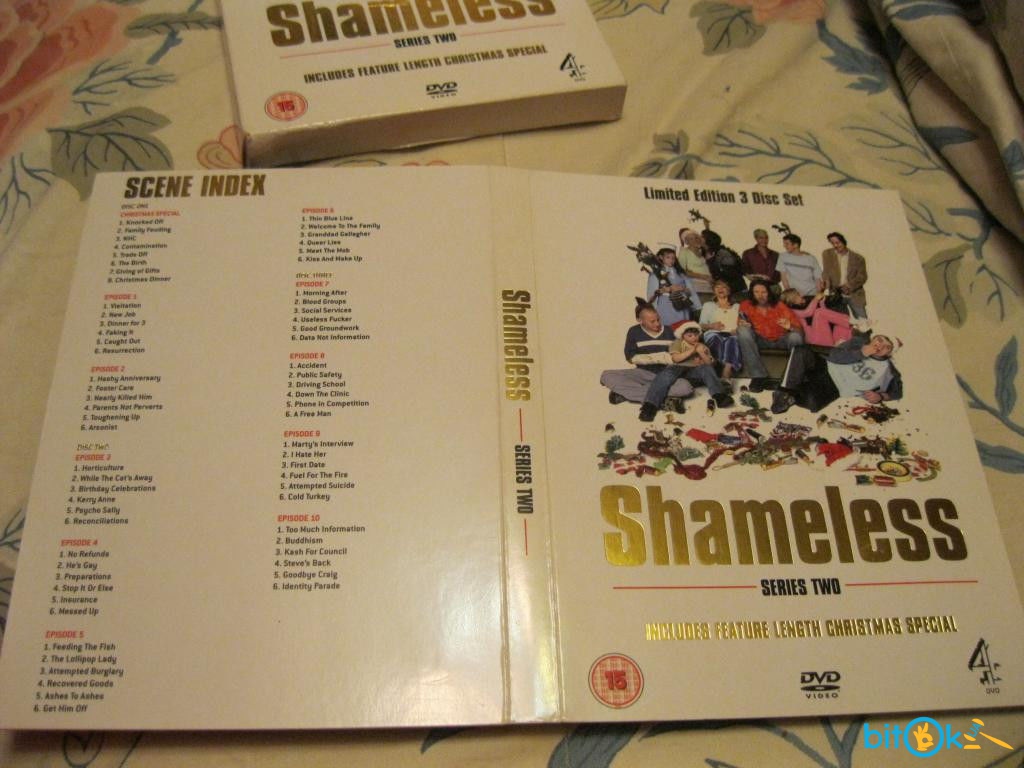 Shameless
SERIES TWO
INCLUDES FEATURE LENGTH CHRISTMAS SPECIAL
15
DVD
VIDEO
4
DVD
SCENE INDEX
DISC ONE
CHRISTMAS SPECIAL
1. Knocked Off
2. Family Feuding
3. NHC
4. Contamination
5. Trade Off
6. The Birth
7. Giving of Gifts
8. Christmas Dinner
EPISODE 1
1. Visitation
2. New Job
3. Dinner for 3
4. Faking It
5. Caught Out
6. Resurrection
EPISODE 2
1. Hasby Anniversary
2. Foster Care
3. Nearly Killed Him
4. Parents Not Perverts
5. Toughening Up
6. Arsonist
DISC TWO
EPISODE 3
1. Horticulture
2. While The Cat's Away
3. Birthday Celebrations
4. Kerry Anne
5. Psycho Sally
6. Reconciliations
EPISODE 4
1. No Refunds
2. He's Gay
3. Preparations
4. Stop It Or Else
5. Insurance
6. Messed Up
EPISODE 5
1. Feeding The Fish
2. The Lollipop Lady
3. Attempted Burglary
4. Recovered Goods
5. Ashes To Ashes
6. Get Him Off
EPISODE 6
1. Thin Blue Line
2. Welcome To The Family
3. Granddad Gallagher
4. Queer Lies
5. Meet The Mob
6. Kiss And Make Up
DISC THREE
EPISODE 7
1. Morning After
2. Blood Groups
3. Social Services
4. Useless Fucker
5. Good Groundwork
6. Data Not Information
EPISODE 8
1. Accident
2. Public Safety
3. Driving School
4. Down The Clinic
5. Phone in Competition
6. A Free Man
EPISODE 9
1. Marty's Interview
2. I Hate Her
3. First Date
4. Fuel For The Fire
5. Attempted Suicide
6. Cold Turkey
EPISODE 10
1. Too Much Information
2. Buddhism
3. Kash For Council
4. Steve's Back
5. Goodbye Craig
6. Identity Parade
Shameless
SERIES TWO
Limited Edition 3 Disc Set
36
Shameless
SERIES TWO
INCLUDES FEATURE LENGTH CHRISTMAS SPECIAL
15
DVD
VIDEO
4
DVD
bitOk